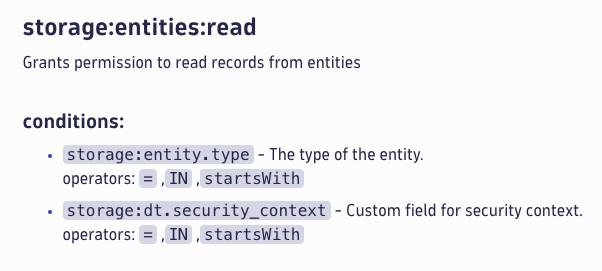 storage:entities:read
Grants permission to read records from entities
conditions:
• storage:entity.type - The type of the entity.
operators: = , IN , startsWith
• storage:dt.security_context - Custom field for security context.
operators: = , IN , startsWith